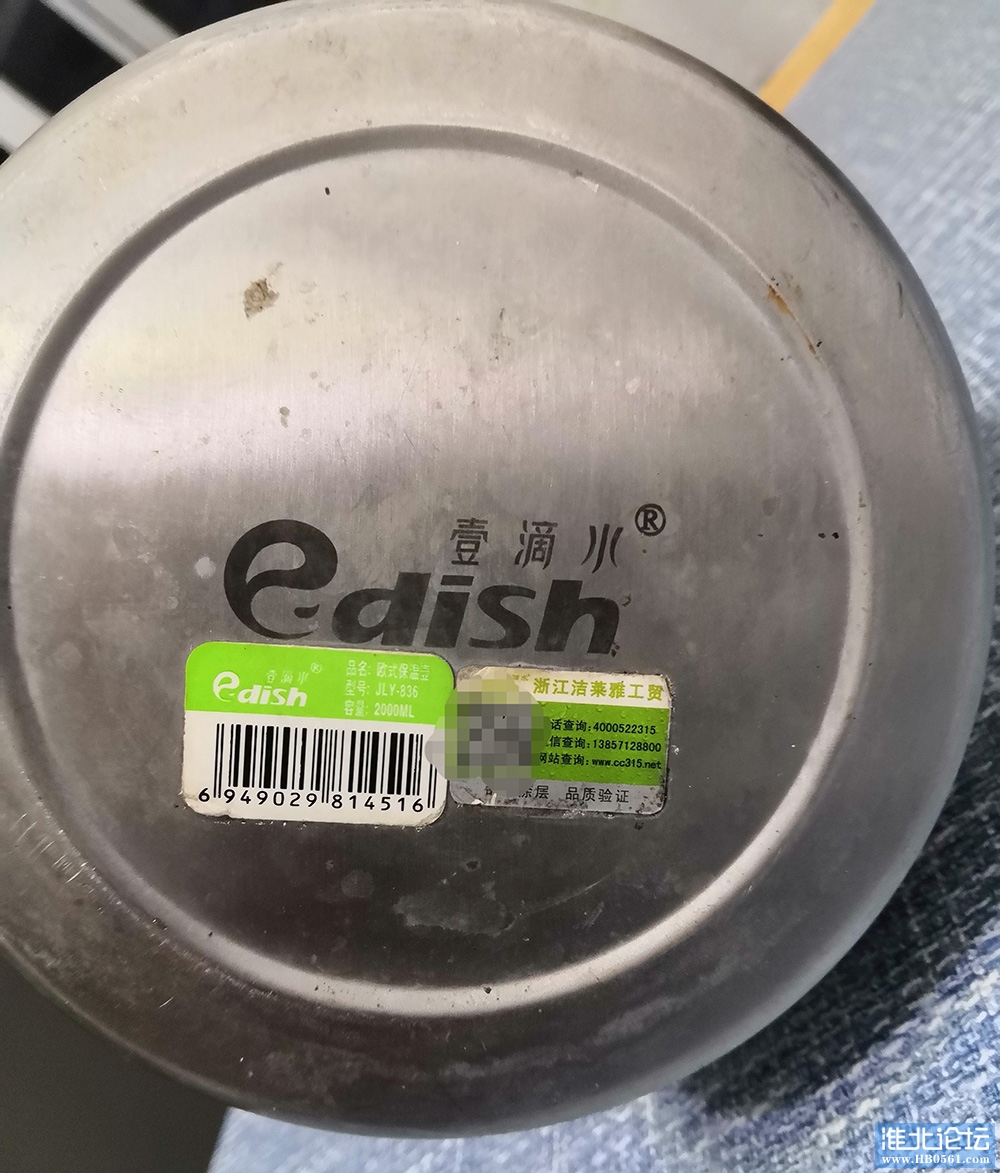 壹滴水®
edish
壹滴水®
edish
品名: 欧式保温壶
型号: JLY-836
容量: 2000ML
6 949029 814516
浙江洁莱雅工贸
话查询: 4000522315
信查询: 13857128800
网站查询: www.cc315.net
涂层 品质验证
淮北论坛
www.HB0561.com